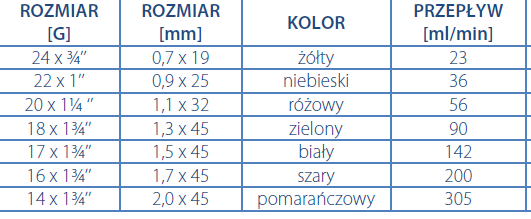 ROZMIAR [G] ROZMIAR [mm] KOLOR PRZEPŁYW [ml/min]
24 x ¾’’ 0,7 x 19 żółty 23
22 x 1’’ 0,9 x 25 niebieski 36
20 x 1¼ ‘’ 1,1 x 32 różowy 56
18 x 1¾’’ 1,3 x 45 zielony 90
17 x 1¾’’ 1,5 x 45 biały 142
16 x 1¾’’ 1,7 x 45 szary 200
14 x 1¾’’ 2,0 x 45 pomarańczowy 305